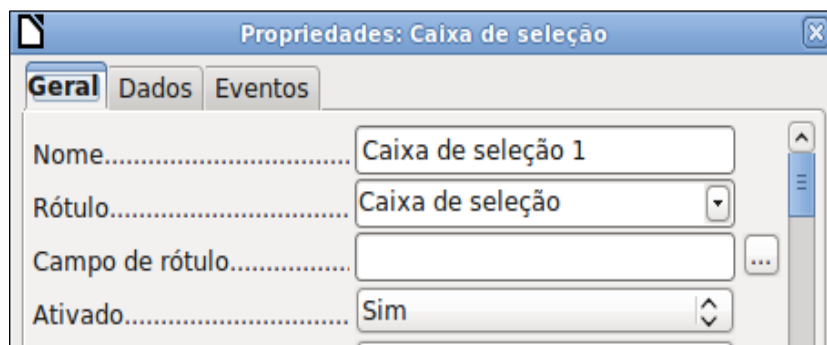 Propriedades: Caixa de seleção
Geral Dados Eventos
Nome................................. Caixa de seleção 1
Rótulo................................ Caixa de seleção
Campo de rótulo................ ...
Ativado.............................. Sim